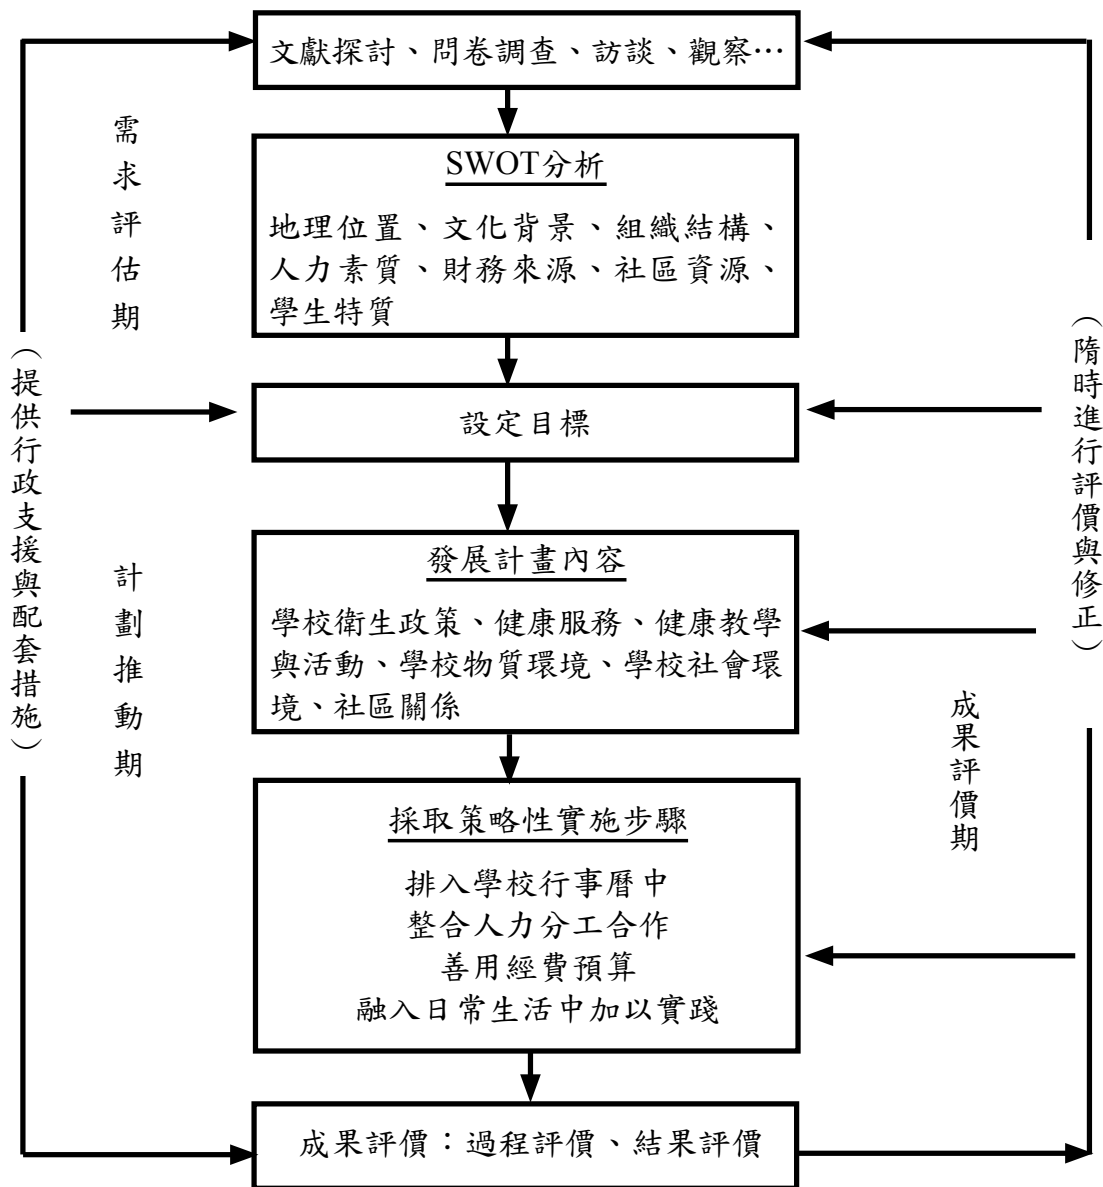 文獻探討、問卷調查、訪談、觀察…
需求評估期
SWOT分析
地理位置、文化背景、組織結構、
人力素質、財務來源、社區資源、
學生特質
（提供行政支援與配套措施）
設定目標
（隋時進行評價與修正）
計劃推動期
發展計畫內容
學校衛生政策、健康服務、健康教學
與活動、學校物質環境、學校社會環
境、社區關係
成果評價期
採取策略性實施步驟
排入學校行事曆中
整合人力分工合作
善用經費預算
融入日常生活中加以實踐
成果評價：過程評價、結果評價